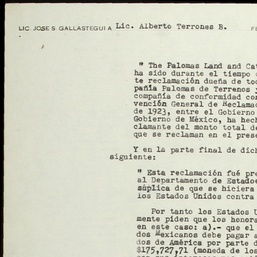 LIC. JOSE S. GALLASTEGUI A Lic. Alberto Terrones B.
" The Palomas Land and Cat
ha sido durante el tiempo
te reclamación dueña de to
pañía Palomas de Terrenos y
compañía de conformidad con
vención General de Reclama
de 1923, entre el Gobierno
Gobierno de México, ha hech
clamante del monto total de
que se reclaman en el prese
Y en la parte final de dich
siguiente:
" Esta reclamación fué pre
al Departamento de Estado
súplica de que se hiciera
los Estados Unidos contra
Por tanto los Estados U
mente piden que los honora
en este caso: a).- que el
dos Mexicanos debe pagar a
dos de América por parte d
$175,727,71 (moneda de los